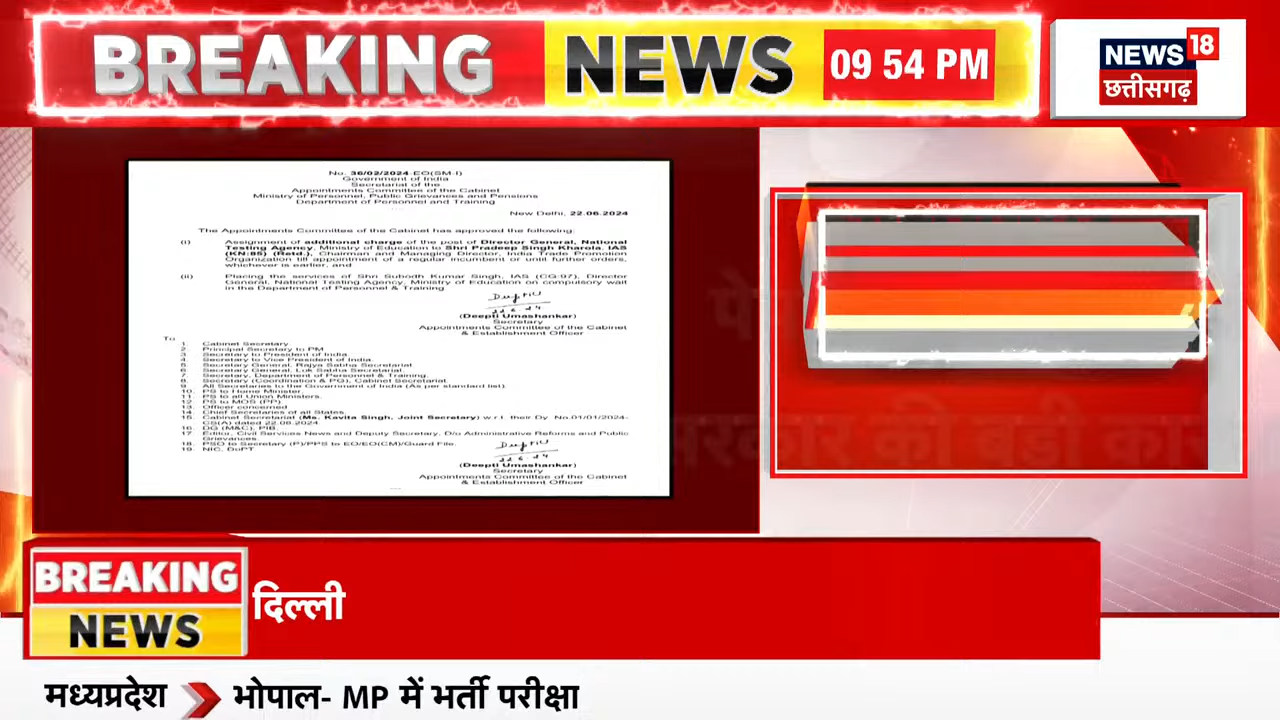 BREAKING NEWS 09 54 PM
NEWS 18
छत्तीसगढ़
No. 36/02/2024-EO(SM-I)
Government of India
Secretariat of the
Appointments Committee of the Cabinet
Ministry of Personnel, Public Grievances and Pensions
Department of Personnel and Training
New Delhi, 22.06.2024
The Appointments Committee of the Cabinet has approved the following:
(i) Assignment of additional charge of the post of Director General, National
Testing Agency, Ministry of Education to Shri Pradeep Singh Kharola, IAS
(KN:85) (Retd.), Chairman and Managing Director, India Trade Promotion
Organization till appointment of a regular incumbent or until further orders,
whichever is earlier, and
(ii) Placing the services of Shri Subodh Kumar Singh, IAS (CG:97), Director
General, National Testing Agency, Ministry of Education on compulsory wait
in the Department of Personnel & Training
22.6.24
(Deepti Umashankar)
Secretary
Appointments Committee of the Cabinet
& Establishment Officer
To
1. Cabinet Secretary.
2. Principal Secretary to PM
3. Secretary to President of India
4. Secretary to Vice President of India.
5. Secretary General, Rajya Sabha Secretariat
6. Secretary General, Lok Sabha Secretariat
7. Secretary, Department of Personnel & Training.
8. Secretary (Coordination & PG), Cabinet Secretariat
9. All Secretaries to the Government of India (As per standard list)
10. PS to Home Minister,
11. PS to all Union Ministers.
12. PS to MOS (PP)
13. Officer concerned
14. Chief Secretaries of all States.
15. Cabinet Secretariat (Ms. Kavita Singh, Joint Secretary) w.r.t. their Dy. No.01/01/2024-
CS(A) dated 22.06.2024
16. DG (M&C), PIB.
17. Editor, Civil Services News and Deputy Secretary, D/o Administrative Reforms and Public
Grievances.
18. PSO to Secretary (P)/PPS to EO/EO(CM)/Guard File.
19. NIC, DoPT
22.6.24
(Deepti Umashankar)
Secretary
Appointments Committee of the Cabinet
& Establishment Officer
BREAKING
NEWS
दिल्ली
मध्यप्रदेश भोपाल- MP में भर्ती परीक्षा